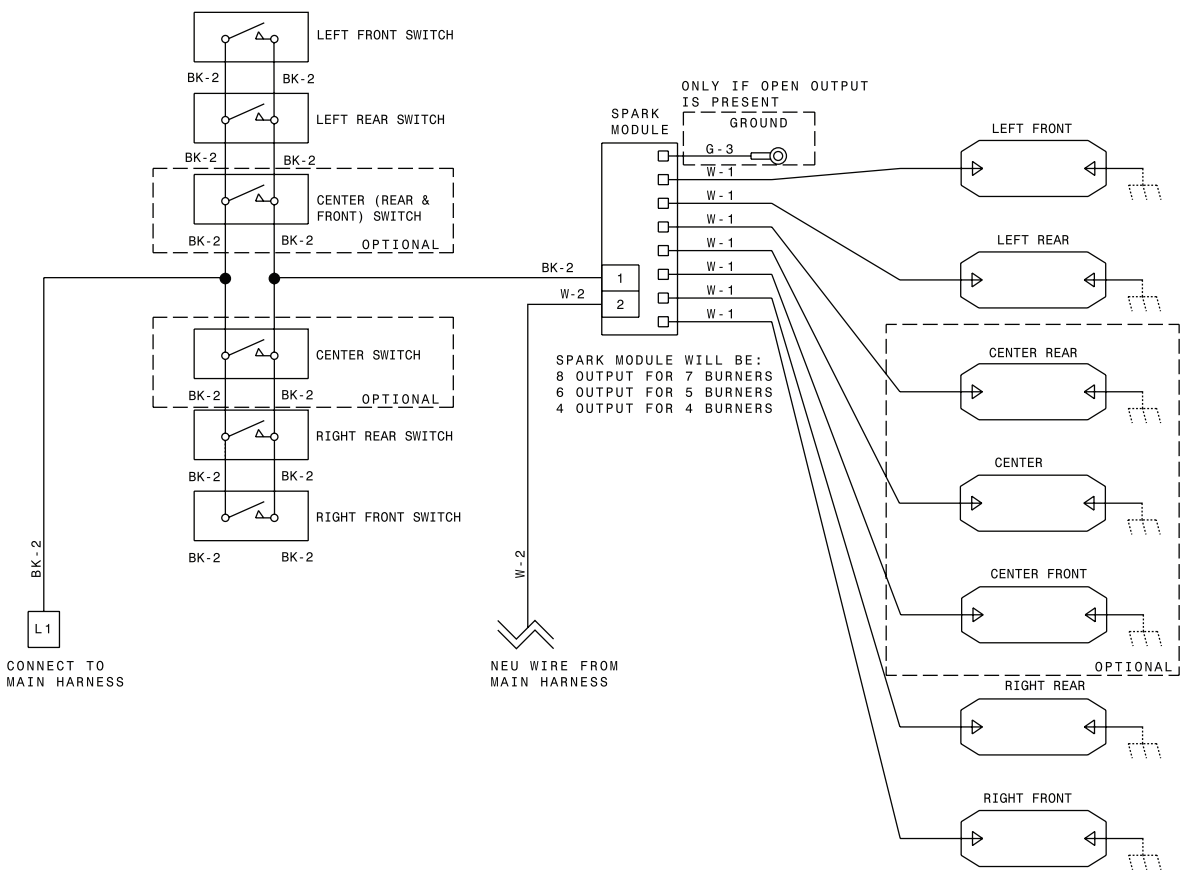 LEFT FRONT SWITCH
BK-2
BK-2
LEFT REAR SWITCH
BK-2
BK-2
CENTER (REAR &
FRONT) SWITCH
BK-2
BK-2
OPTIONAL
CENTER SWITCH
BK-2
BK-2
OPTIONAL
RIGHT REAR SWITCH
BK-2
BK-2
RIGHT FRONT SWITCH
BK-2
BK-2
BK-2
L1
CONNECT TO
MAIN HARNESS
BK-2
W-2
W-2
NEU WIRE FROM
MAIN HARNESS
SPARK
MODULE
1
2
ONLY IF OPEN OUTPUT
IS PRESENT
GROUND
G-3
W-1
W-1
W-1
W-1
W-1
W-1
W-1
SPARK MODULE WILL BE:
8 OUTPUT FOR 7 BURNERS
6 OUTPUT FOR 5 BURNERS
4 OUTPUT FOR 4 BURNERS
LEFT FRONT
LEFT REAR
CENTER REAR
CENTER
CENTER FRONT
OPTIONAL
RIGHT REAR
RIGHT FRONT